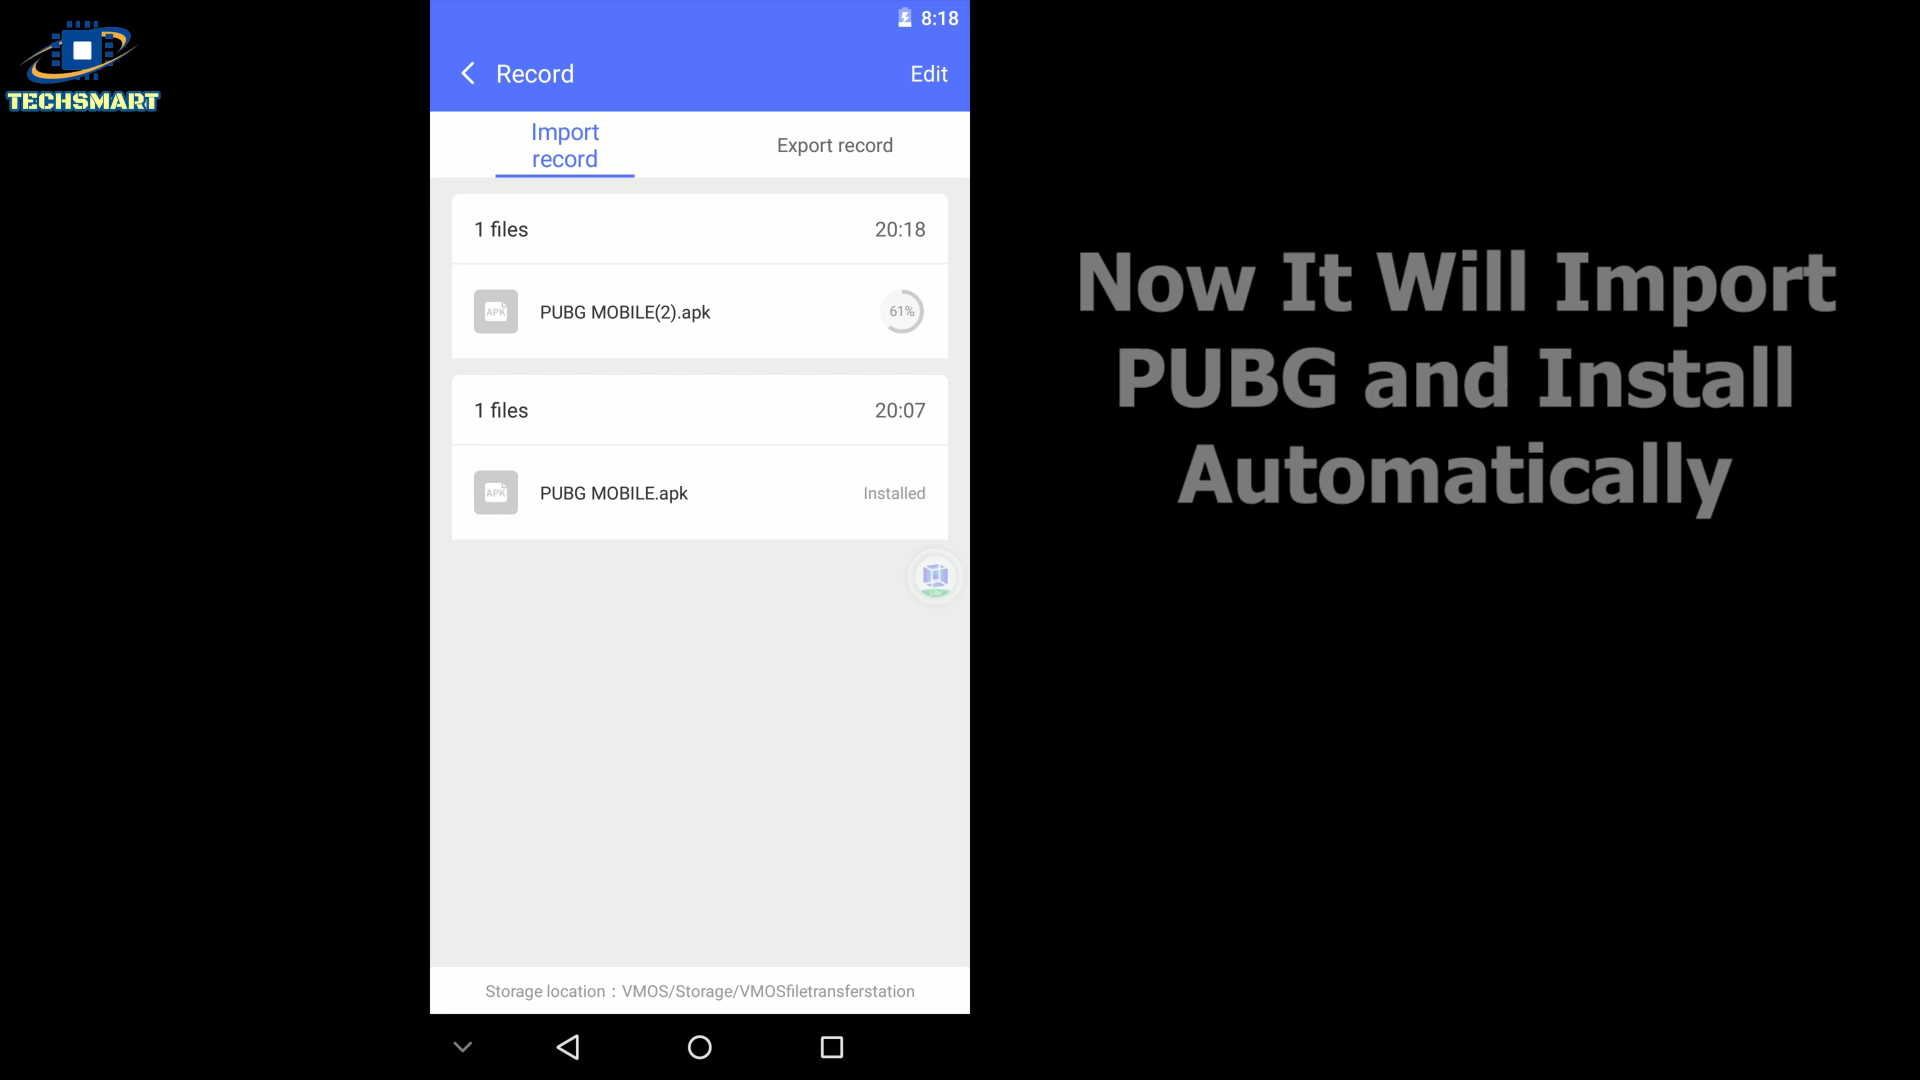 TECHSMART
8:18
Record
Edit
Import
record
Export record
1 files
20:18
APK
PUBG MOBILE(2).apk
61%
1 files
20:07
APK
PUBG MOBILE.apk
Installed
Lite
Storage location : VMOS/Storage/VMOSfiletransferstation
Now It Will Import
PUBG and Install
Automatically